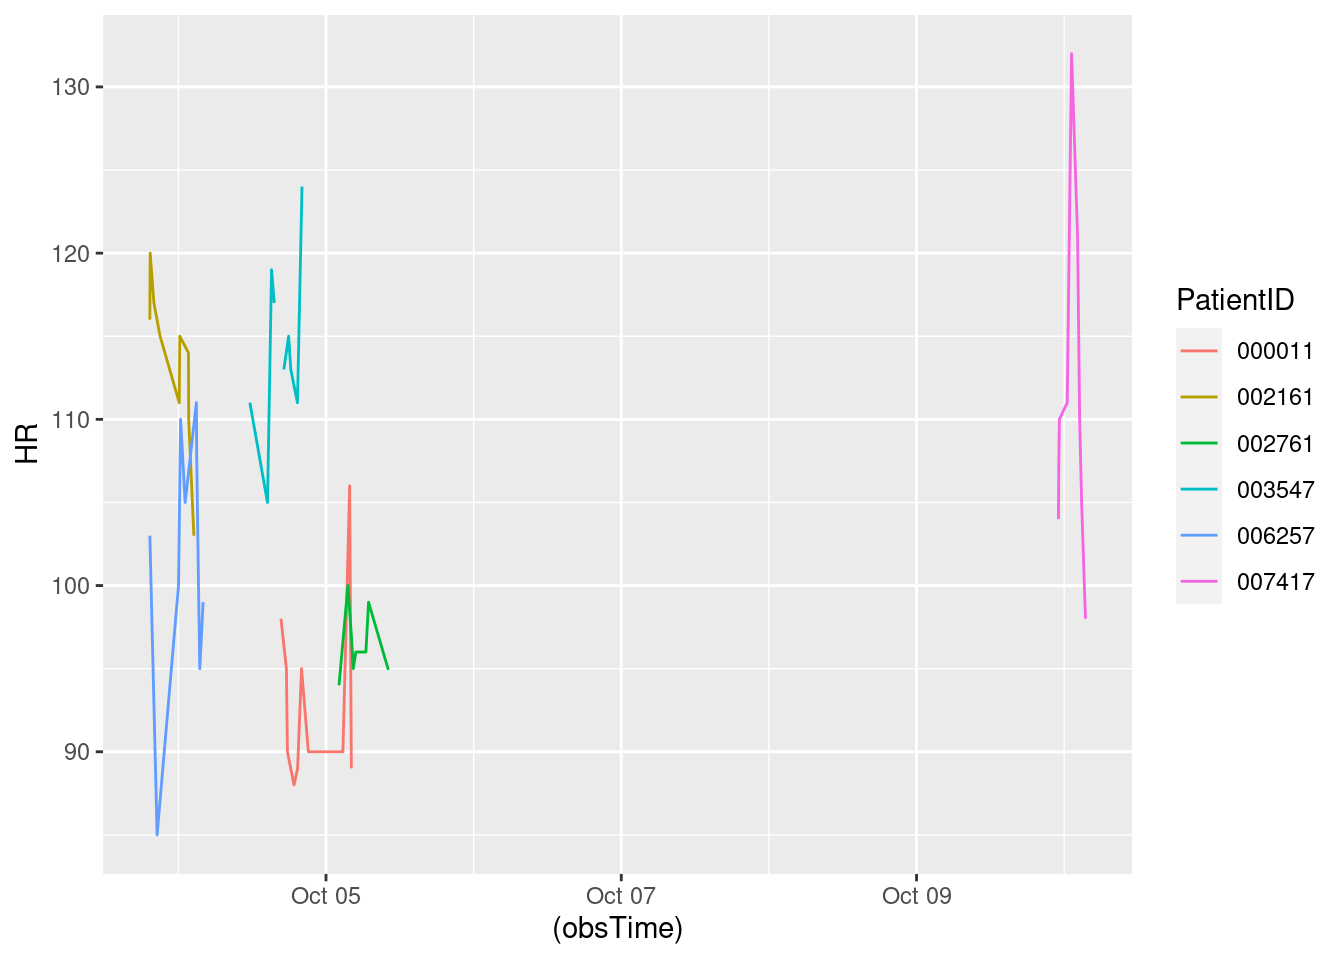 130
120
110
100
90
HR
Oct 05
Oct 07
Oct 09
(obsTime)
PatientID
000011
002161
002761
003547
006257
007417